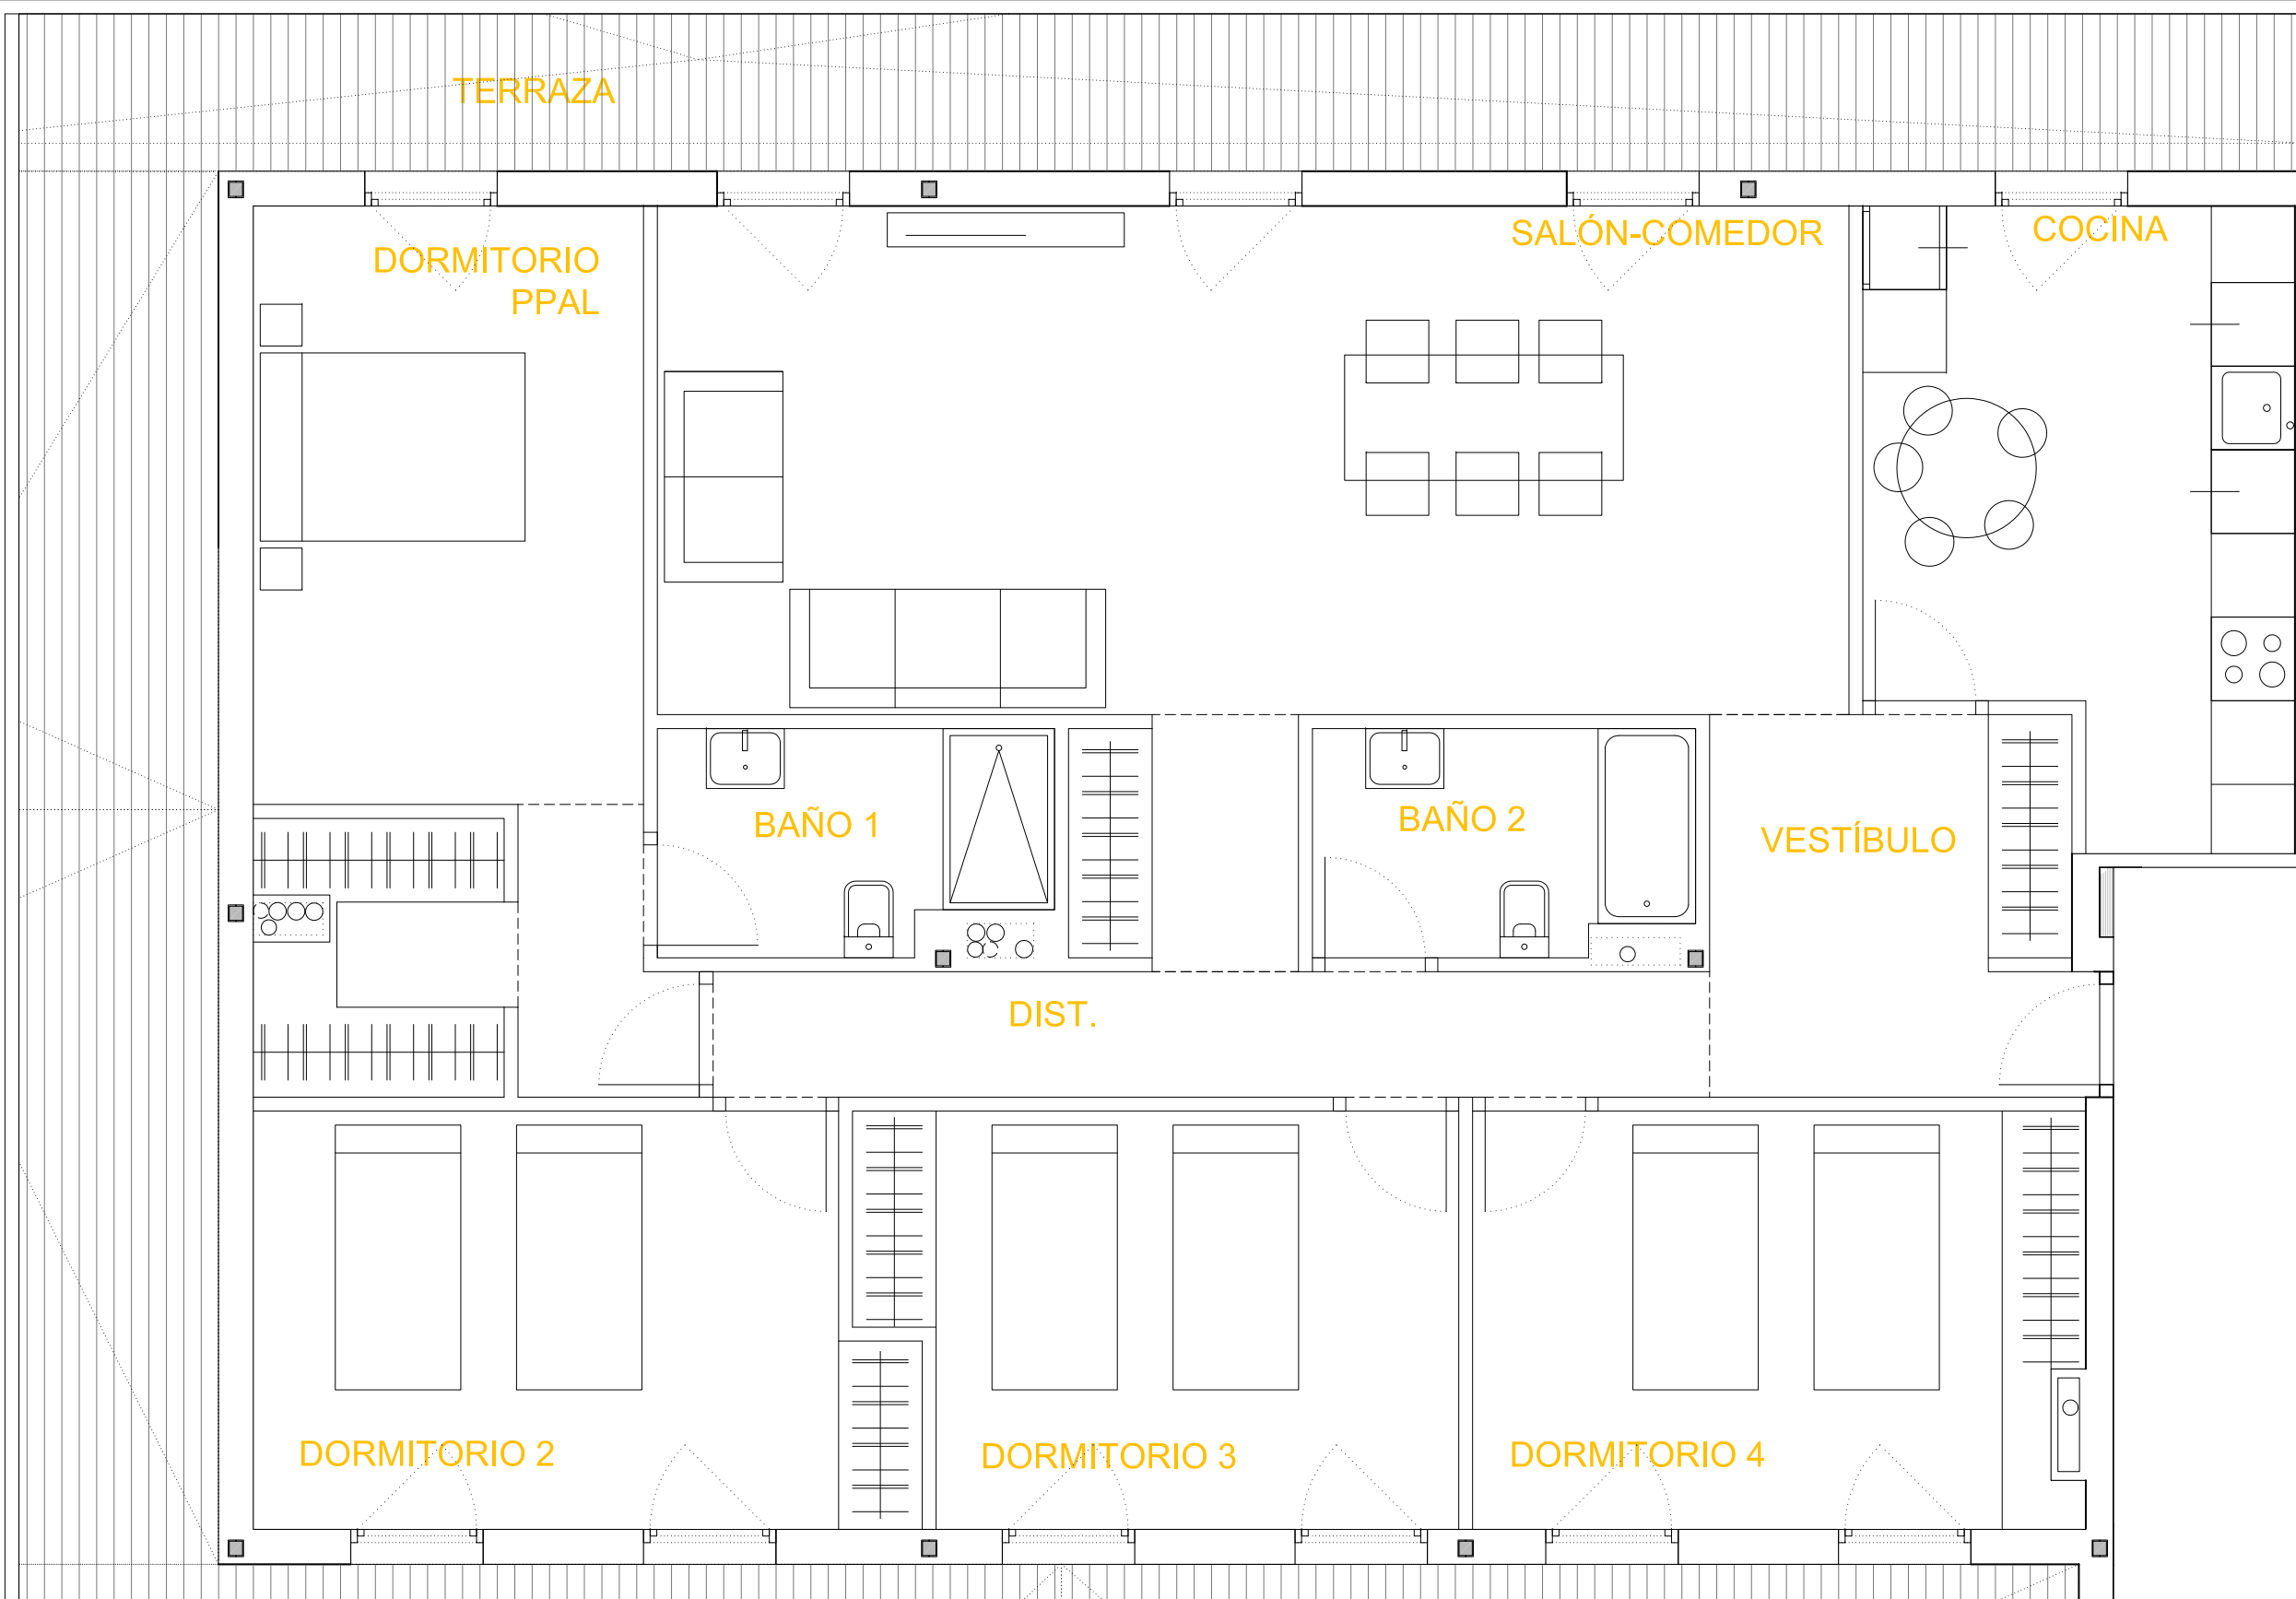 TERRAZA
SALÓN-COMEDOR
COCINA
DORMITORIO
PPAL
BAÑO 1
BAÑO 2
VESTÍBULO
DIST.
DORMITORIO 2
DORMITORIO 3
DORMITORIO 4